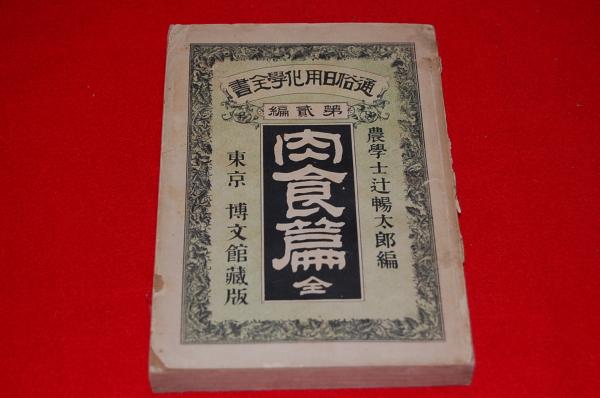 通俗日用化學全書
第貳編
農學士辻暢太郎編
肉食篇 全
東京 博文館藏版